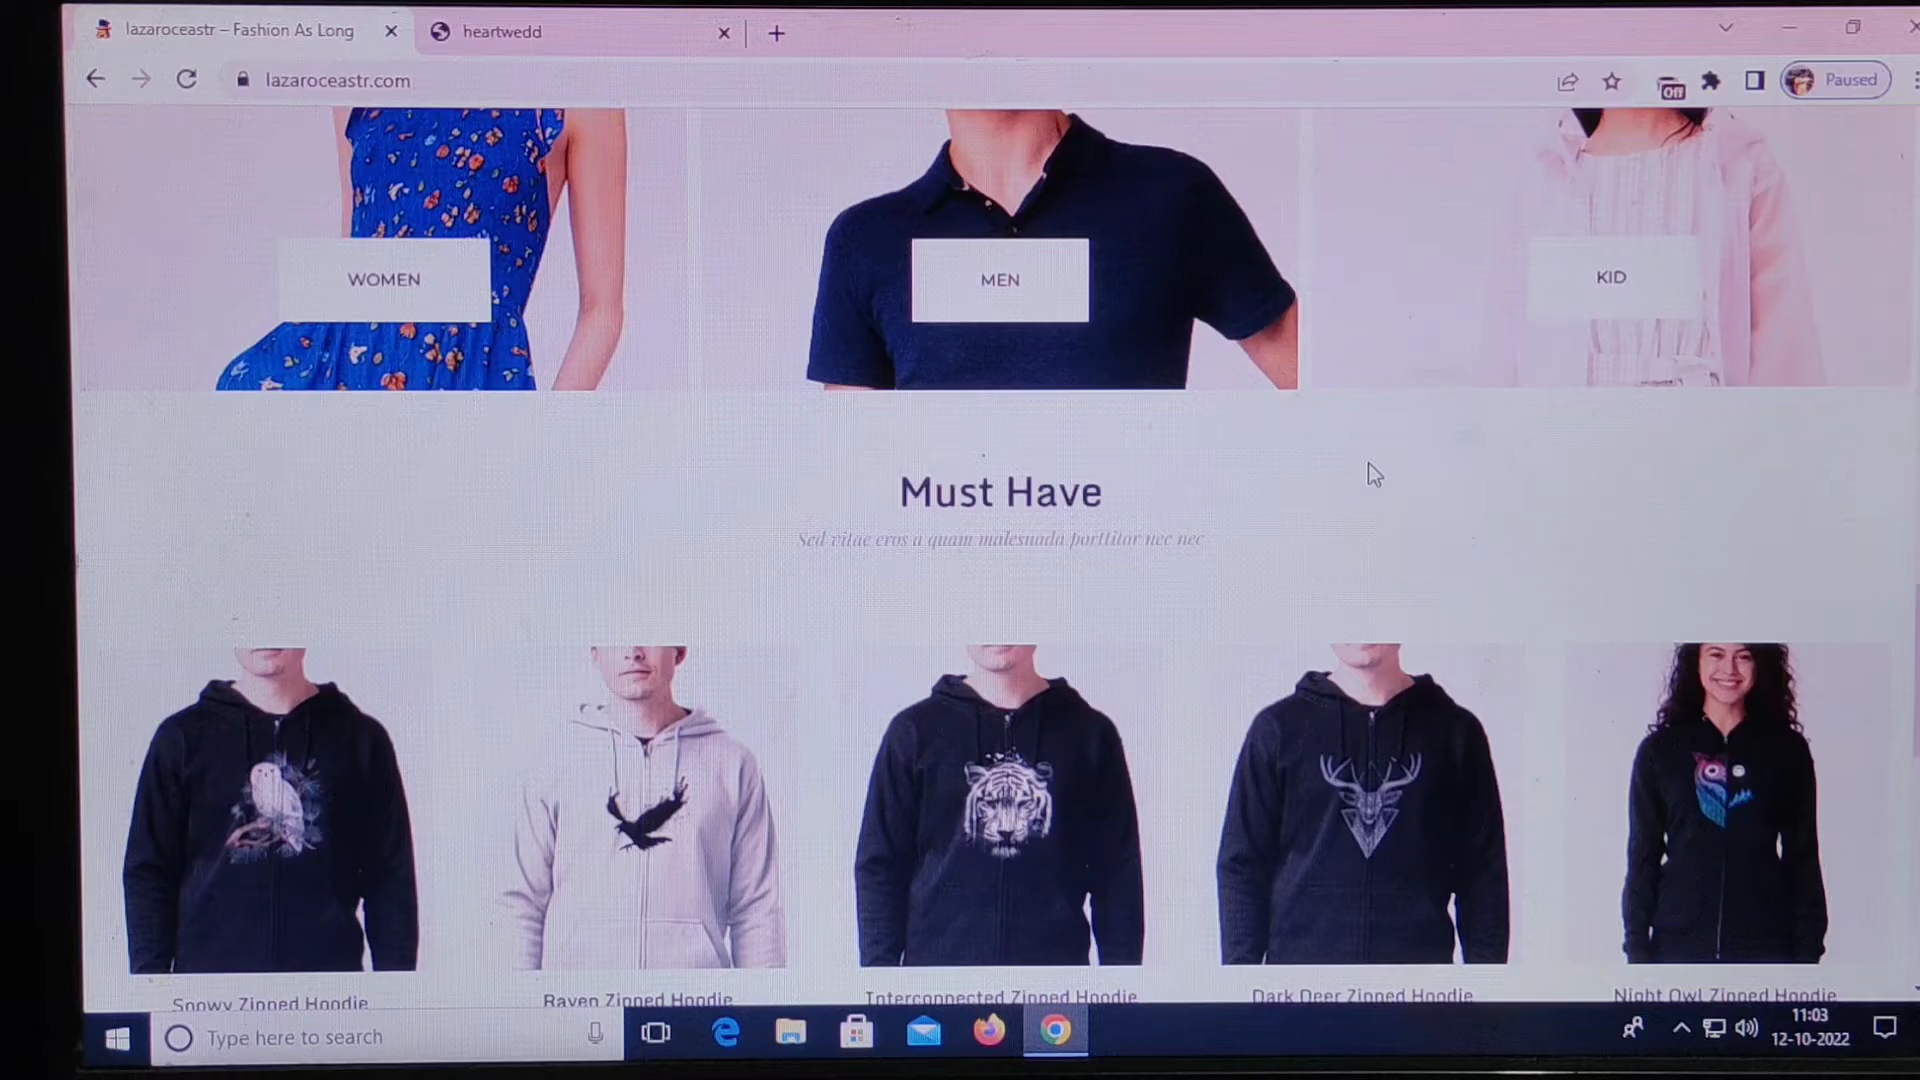 lazaroceastr – Fashion As Long
heartwedd
lazaroceastr.com
Off
Paused
WOMEN
MEN
KID
Must Have
Sed vitae eros a quam malesuada porttitor nec nec
Snowy Zipped Hoodie
Raven Zipped Hoodie
Interconnected Zipped Hoodie
Dark Deer Zipped Hoodie
Night Owl Zipped Hoodie
Type here to search
11:03
12-10-2022